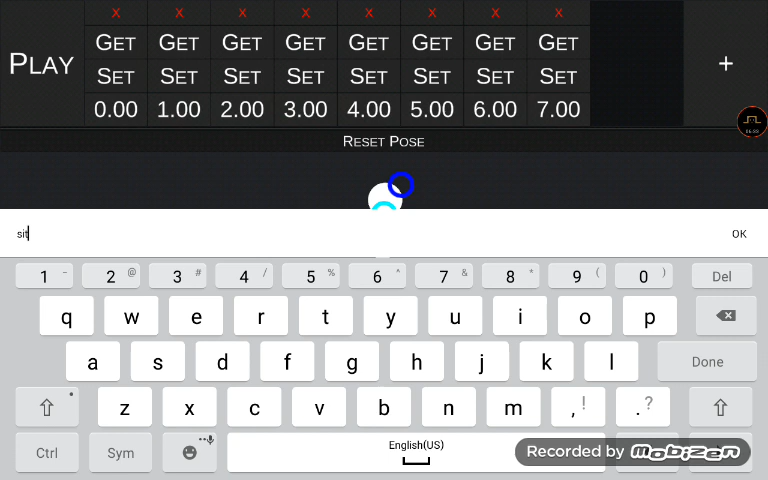 x x x x x x x x
PLAY
GET GET GET GET GET GET GET GET
SET SET SET SET SET SET SET SET
+
0.00 1.00 2.00 3.00 4.00 5.00 6.00 7.00
RESET POSE
sit
OK
1 - 2 @ 3 # 4 / 5 % 6 ^ 7 & 8 * 9 ( 0 ) Del
q w e r t y u i o p
a s d f g h j k l Done
z x c v b n m , ! . ?
Ctrl Sym English(US)
Recorded by mobizen